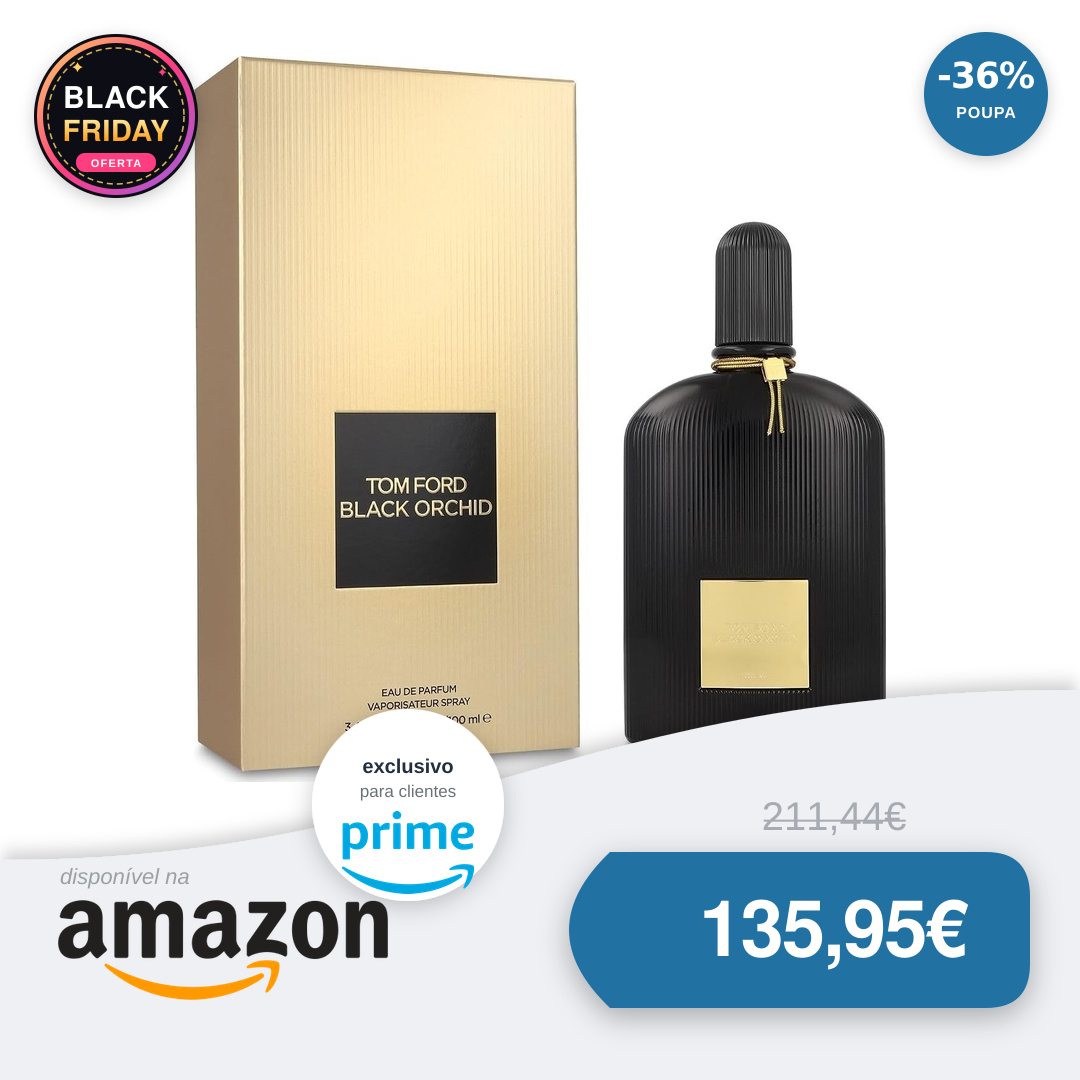 BLACK
FRIDAY
OFERTA
-36%
POUPA
TOM FORD
BLACK ORCHID
EAU DE PARFUM
VAPORISATEUR SPRAY
ml ℮
exclusivo
para clientes
prime
211,44€
disponível na
amazon
135,95€